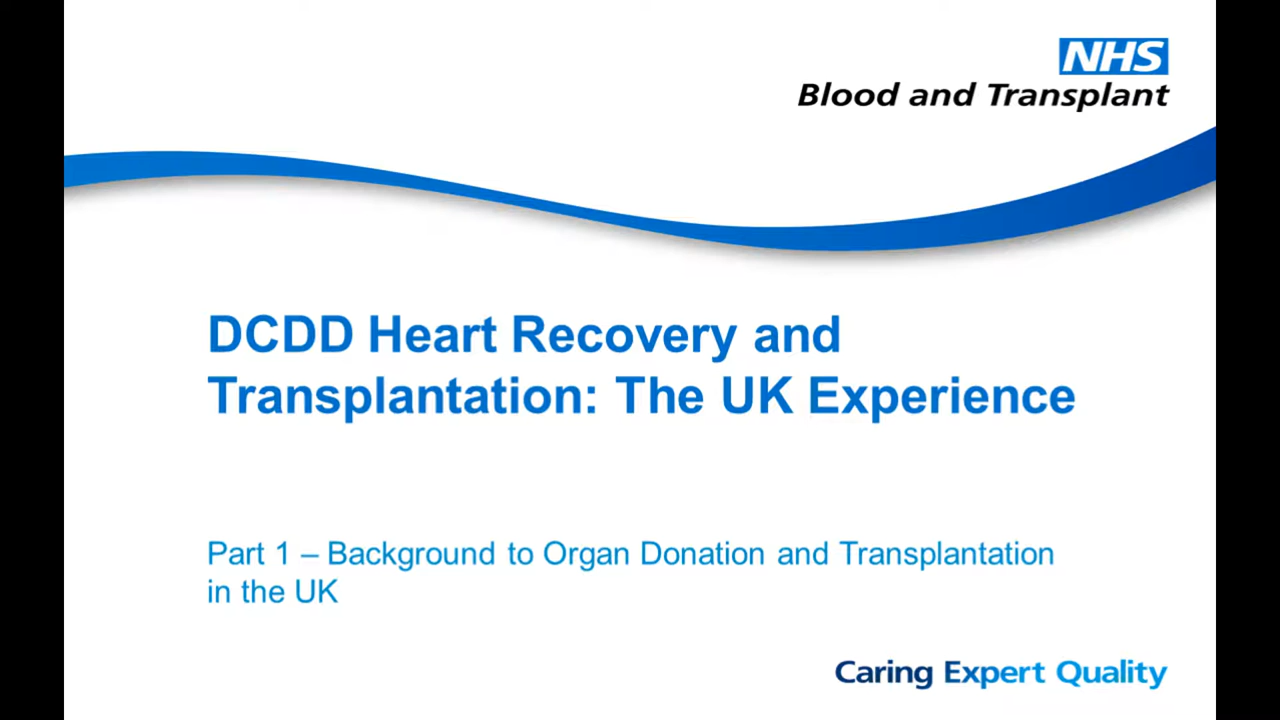 NHS
Blood and Transplant
DCDD Heart Recovery and
Transplantation: The UK Experience
Part 1 – Background to Organ Donation and Transplantation
in the UK
Caring Expert Quality